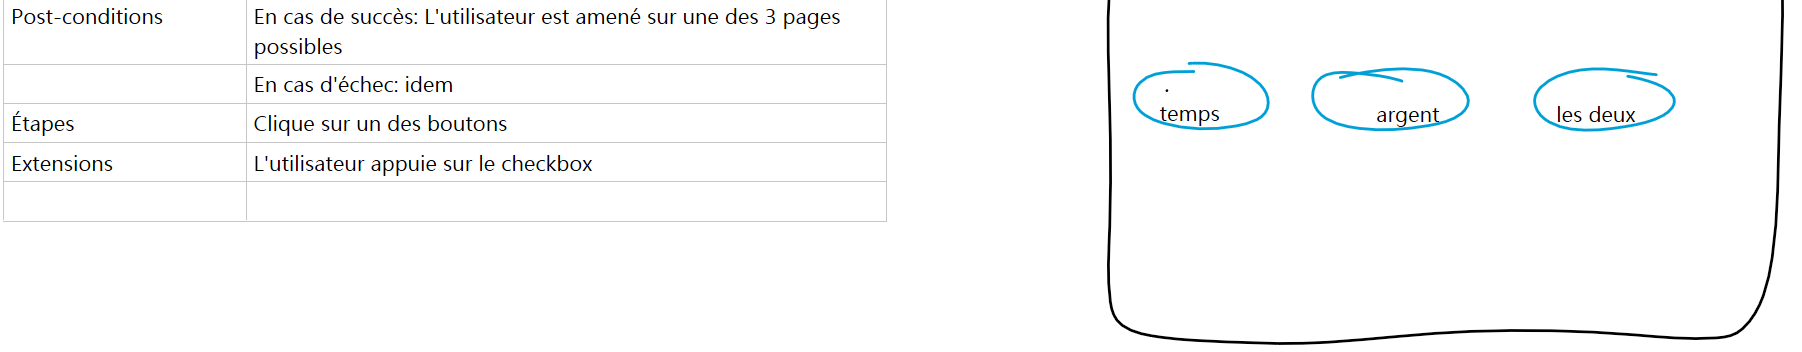 Post-conditions
En cas de succès: L'utilisateur est amené sur une des 3 pages
possibles
En cas d'échec: idem
Étapes
Clique sur un des boutons
Extensions
L'utilisateur appuie sur le checkbox
temps
argent
les deux